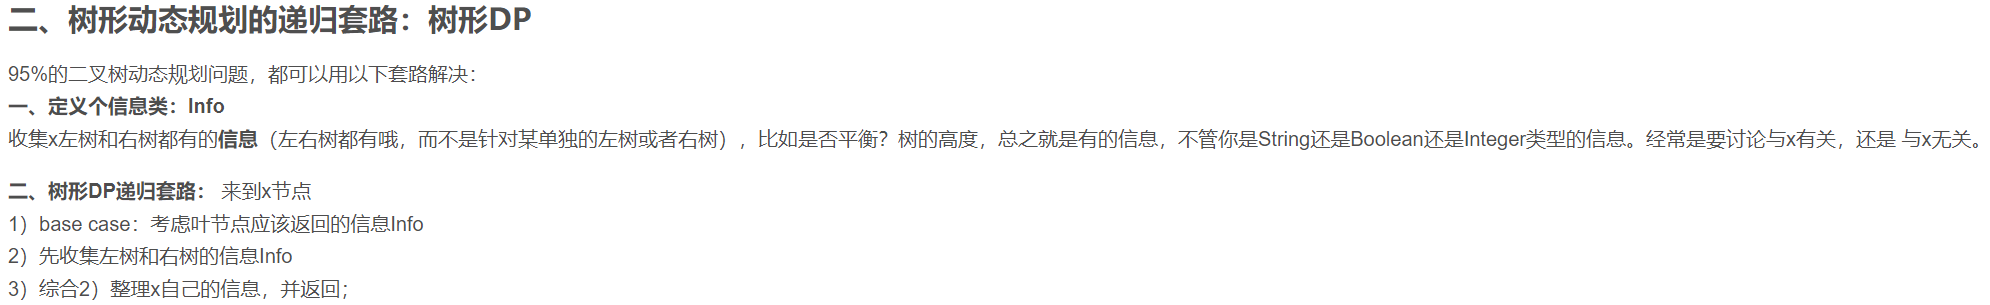 二、树形动态规划的递归套路：树形DP
95%的二叉树动态规划问题，都可以用以下套路解决：
一、定义个信息类：Info
收集x左树和右树都有的信息（左右树都有哦，而不是针对某单独的左树或者右树），比如是否平衡？树的高度，总之就是有的信息，不管你是String还是Boolean还是Integer类型的信息。经常是要讨论与x有关，还是 与x无关。
二、树形DP递归套路： 来到x节点
1）base case：考虑叶节点应该返回的信息Info
2）先收集左树和右树的信息Info
3）综合2）整理x自己的信息，并返回；